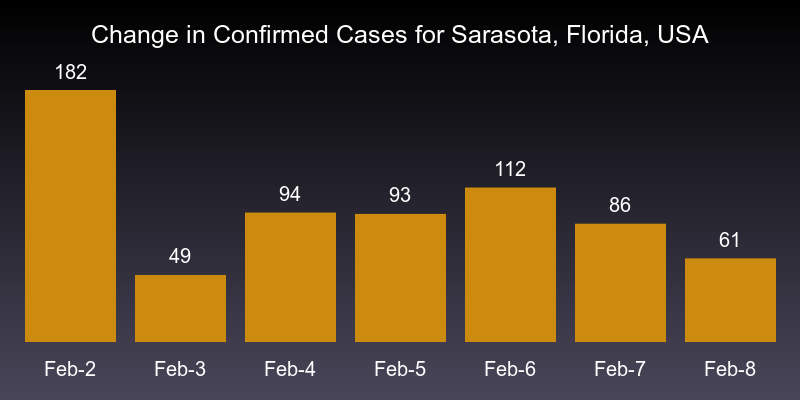 Change in Confirmed Cases for Sarasota, Florida, USA
182
49
94
93
112
86
61
Feb-2
Feb-3
Feb-4
Feb-5
Feb-6
Feb-7
Feb-8